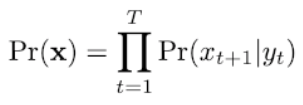 Pr(𝐱) = ∏_{t=1}^{T} Pr(x_{t+1}|y_t)